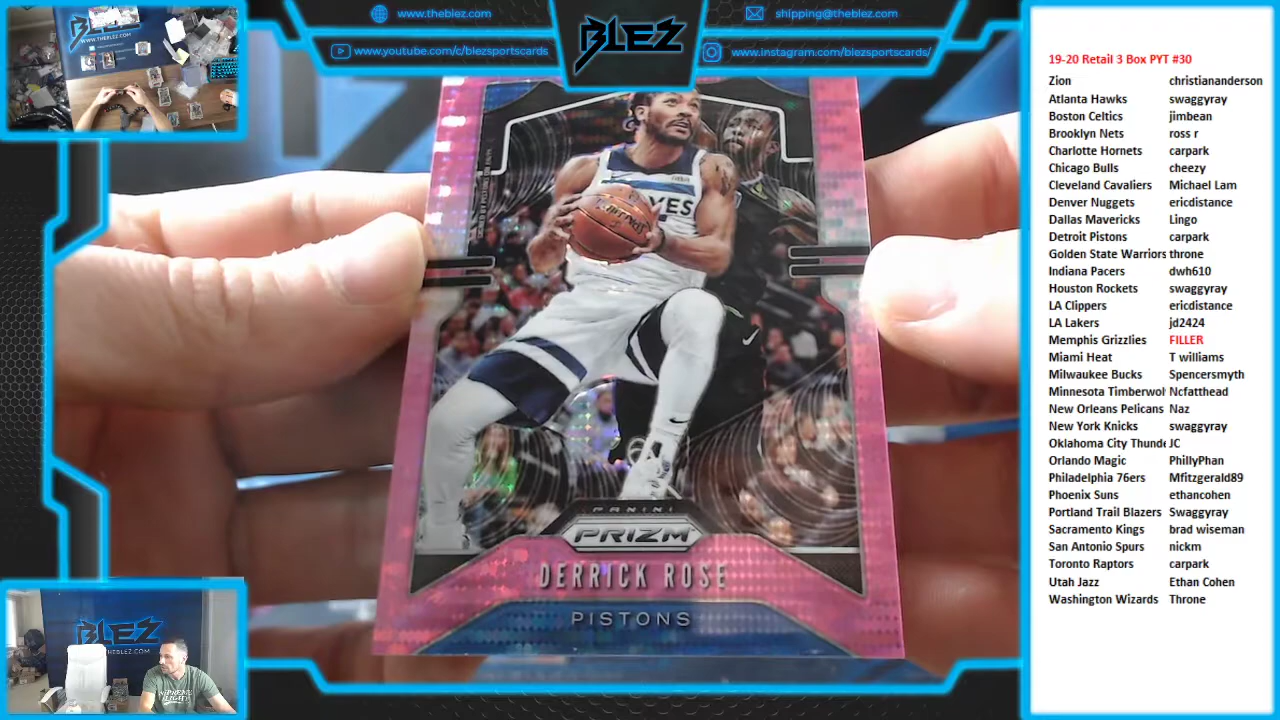 www.theblez.com
www.youtube.com/c/blezsportscards
BLEZ
shipping@theblez.com
www.instagram.com/blezsportscards/
BLEZ
WWW.THEBLEZ.COM
PANINI
PRIZM
DERRICK ROSE
PISTONS
BLEZ
19-20 Retail 3 Box PYT #30
Zion christiananderson
Atlanta Hawks swaggyray
Boston Celtics jimbean
Brooklyn Nets ross r
Charlotte Hornets carpark
Chicago Bulls cheezy
Cleveland Cavaliers Michael Lam
Denver Nuggets ericdistance
Dallas Mavericks Lingo
Detroit Pistons carpark
Golden State Warriors throne
Indiana Pacers dwh610
Houston Rockets swaggyray
LA Clippers ericdistance
LA Lakers jd2424
Memphis Grizzlies FILLER
Miami Heat T williams
Milwaukee Bucks Spencersmyth
Minnesota Timberwol Ncfatthead
New Orleans Pelicans Naz
New York Knicks swaggyray
Oklahoma City Thunde JC
Orlando Magic PhillyPhan
Philadelphia 76ers Mfitzgerald89
Phoenix Suns ethancohen
Portland Trail Blazers Swaggyray
Sacramento Kings brad wiseman
San Antonio Spurs nickm
Toronto Raptors carpark
Utah Jazz Ethan Cohen
Washington Wizards Throne